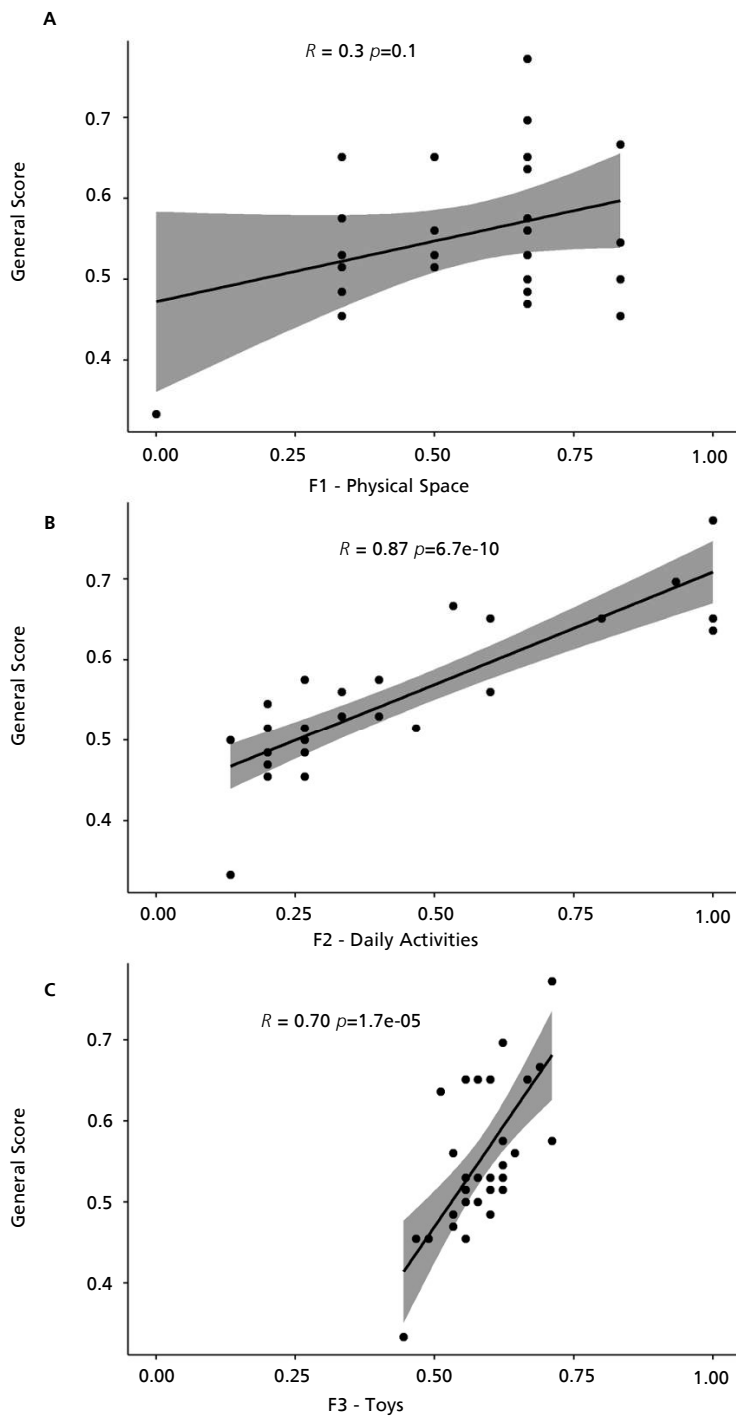 A
R = 0.3 p=0.1
General Score
0.7
0.6
0.5
0.4
0.00 0.25 0.50 0.75 1.00
F1 - Physical Space
B
R = 0.87 p=6.7e-10
General Score
0.7
0.6
0.5
0.4
0.00 0.25 0.50 0.75 1.00
F2 - Daily Activities
C
R = 0.70 p=1.7e-05
General Score
0.7
0.6
0.5
0.4
0.00 0.25 0.50 0.75 1.00
F3 - Toys